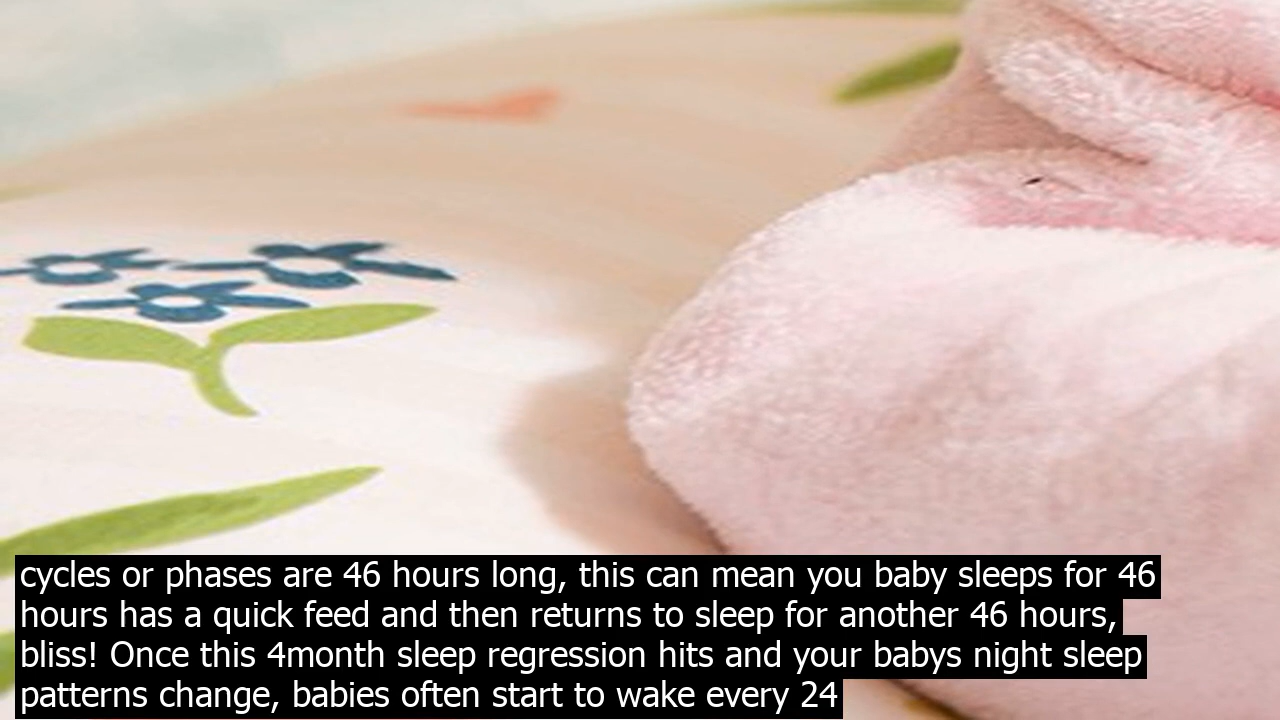 cycles or phases are 46 hours long, this can mean you baby sleeps for 46
hours has a quick feed and then returns to sleep for another 46 hours,
bliss! Once this 4month sleep regression hits and your babys night sleep
patterns change, babies often start to wake every 24